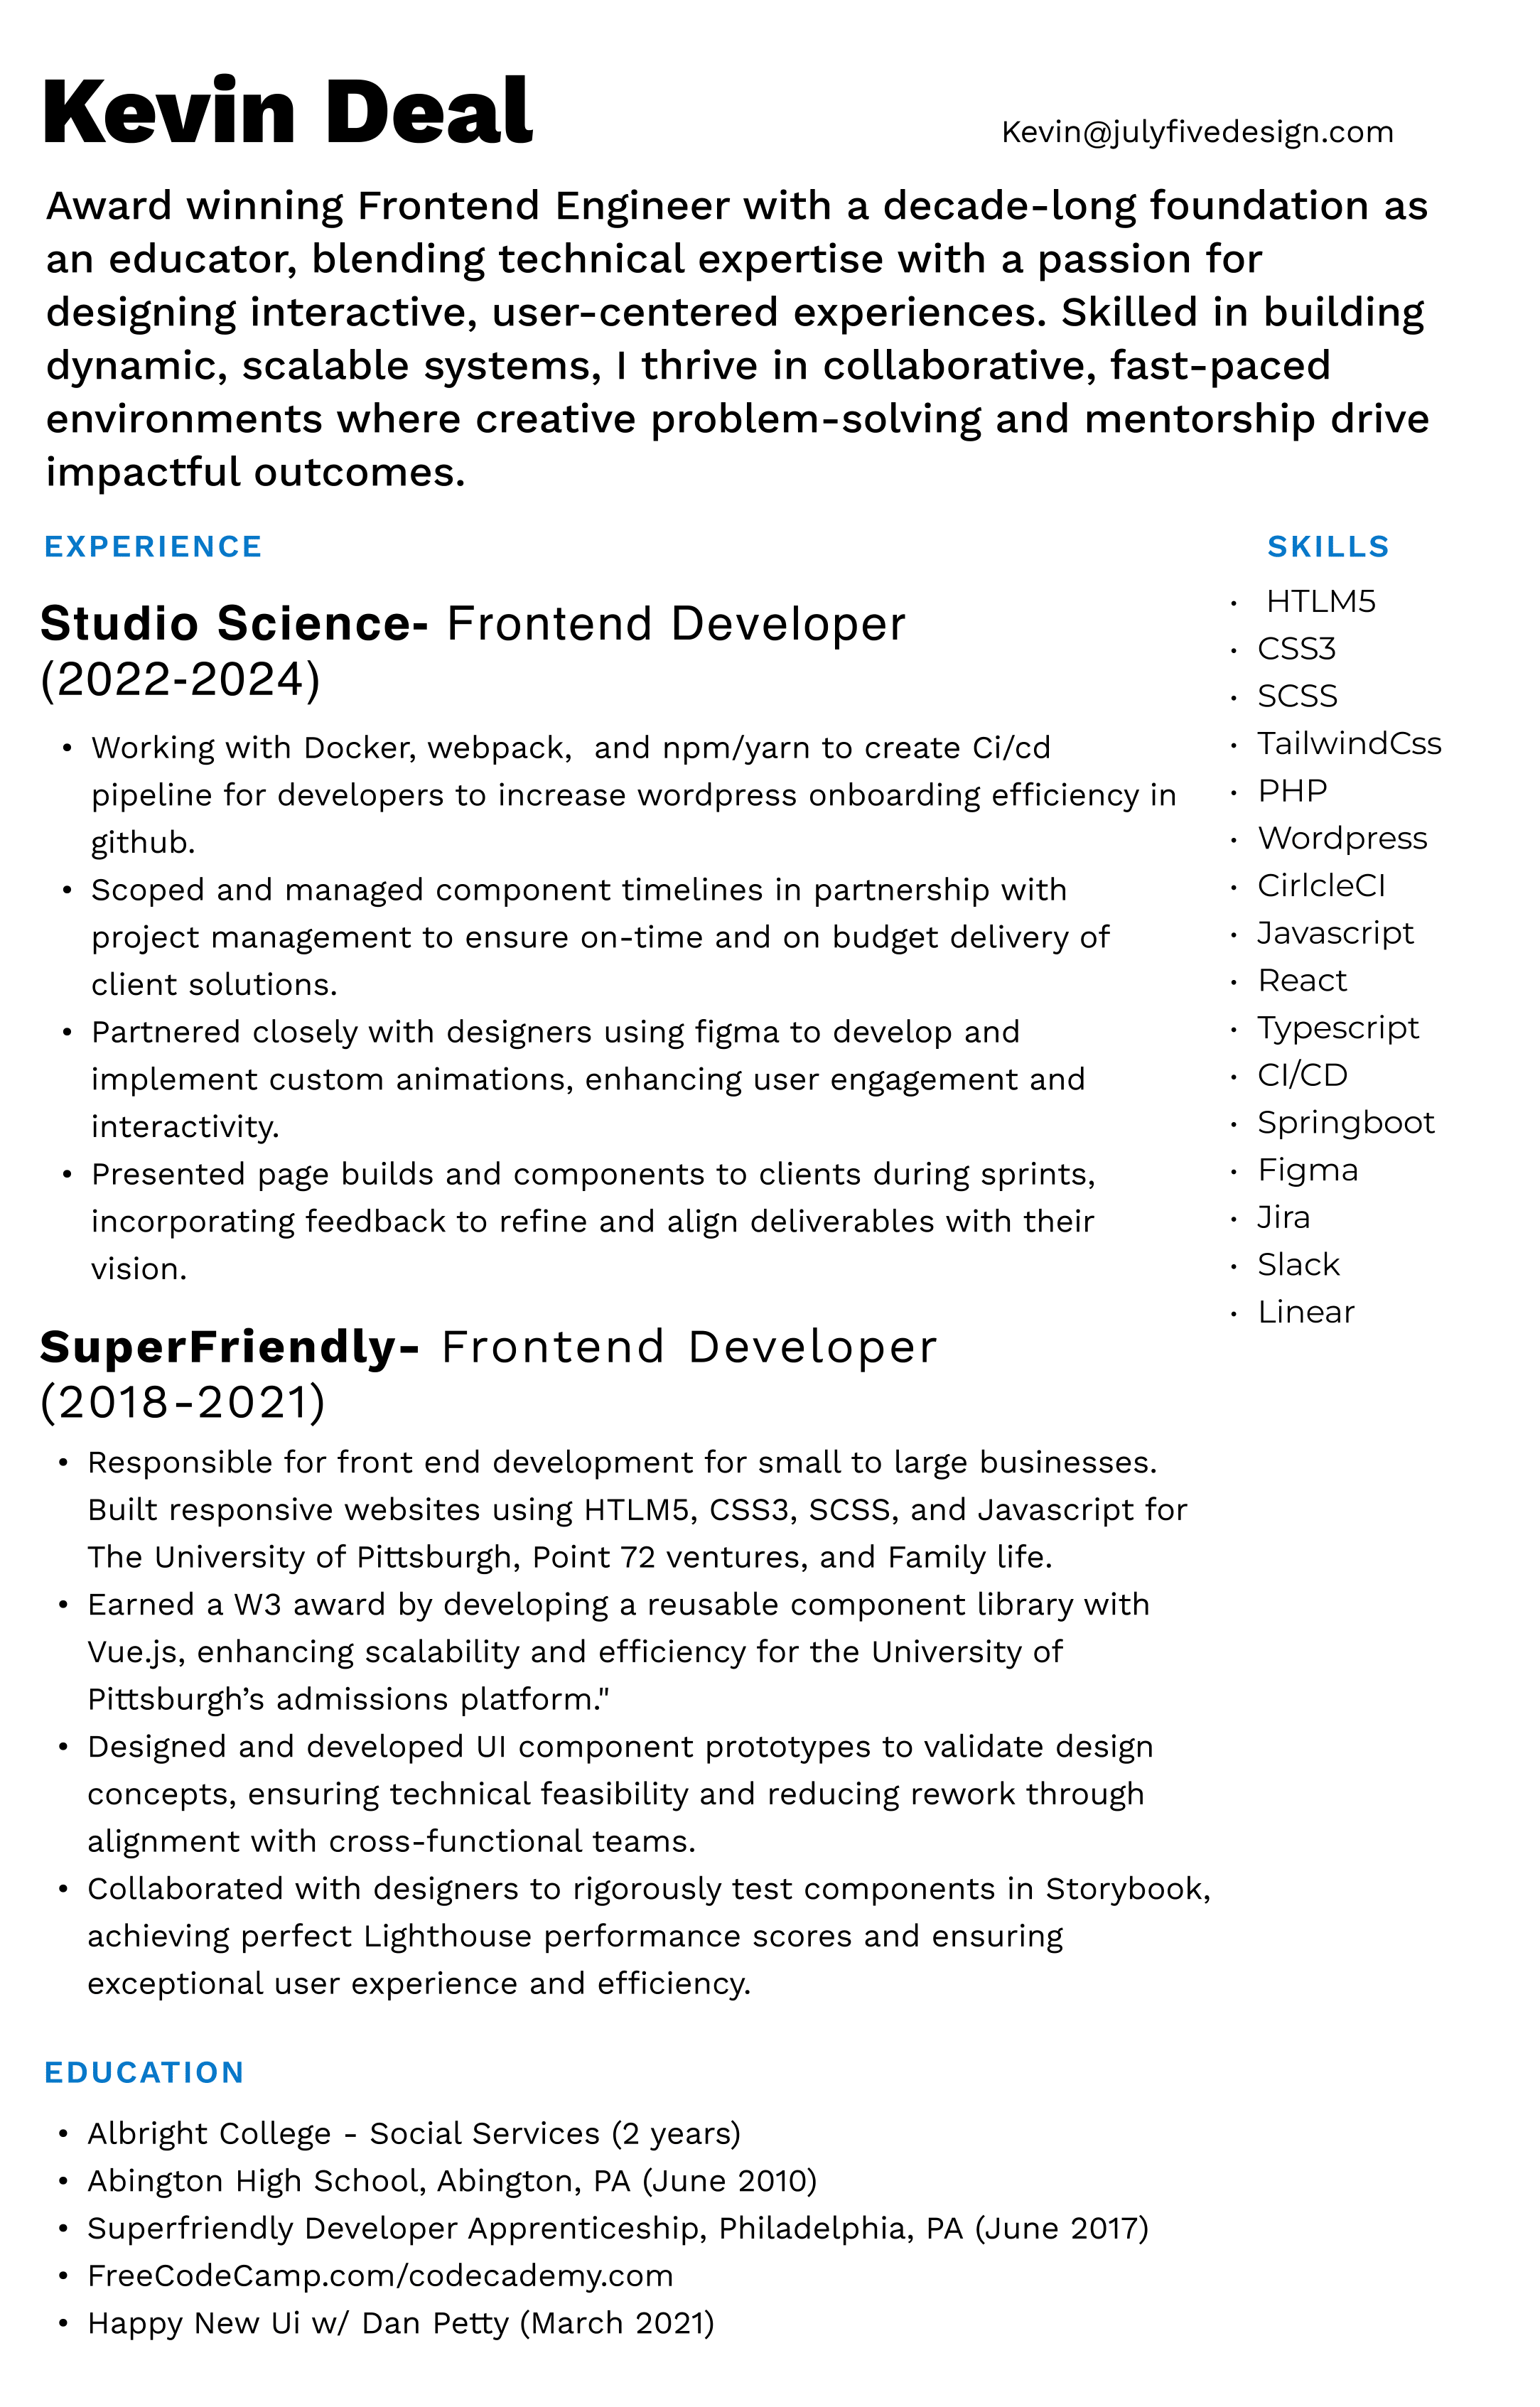 Kevin Deal
Kevin@julyfivedesign.com
Award winning Frontend Engineer with a decade-long foundation as
an educator, blending technical expertise with a passion for
designing interactive, user-centered experiences. Skilled in building
dynamic, scalable systems, I thrive in collaborative, fast-paced
environments where creative problem-solving and mentorship drive
impactful outcomes.
EXPERIENCE
Studio Science- Frontend Developer
(2022-2024)
• Working with Docker, webpack,  and npm/yarn to create Ci/cd
pipeline for developers to increase wordpress onboarding efficiency in
github.
• Scoped and managed component timelines in partnership with
project management to ensure on-time and on budget delivery of
client solutions.
• Partnered closely with designers using figma to develop and
implement custom animations, enhancing user engagement and
interactivity.
• Presented page builds and components to clients during sprints,
incorporating feedback to refine and align deliverables with their
vision.
SuperFriendly- Frontend Developer
(2018-2021)
• Responsible for front end development for small to large businesses.
Built responsive websites using HTLM5, CSS3, SCSS, and Javascript for
The University of Pittsburgh, Point 72 ventures, and Family life.
• Earned a W3 award by developing a reusable component library with
Vue.js, enhancing scalability and efficiency for the University of
Pittsburgh’s admissions platform."
• Designed and developed UI component prototypes to validate design
concepts, ensuring technical feasibility and reducing rework through
alignment with cross-functional teams.
• Collaborated with designers to rigorously test components in Storybook,
achieving perfect Lighthouse performance scores and ensuring
exceptional user experience and efficiency.
SKILLS
• HTLM5
• CSS3
• SCSS
• TailwindCss
• PHP
• Wordpress
• CirlcleCI
• Javascript
• React
• Typescript
• CI/CD
• Springboot
• Figma
• Jira
• Slack
• Linear
EDUCATION
• Albright College - Social Services (2 years)
• Abington High School, Abington, PA (June 2010)
• Superfriendly Developer Apprenticeship, Philadelphia, PA (June 2017)
• FreeCodeCamp.com/codecademy.com
• Happy New Ui w/ Dan Petty (March 2021)